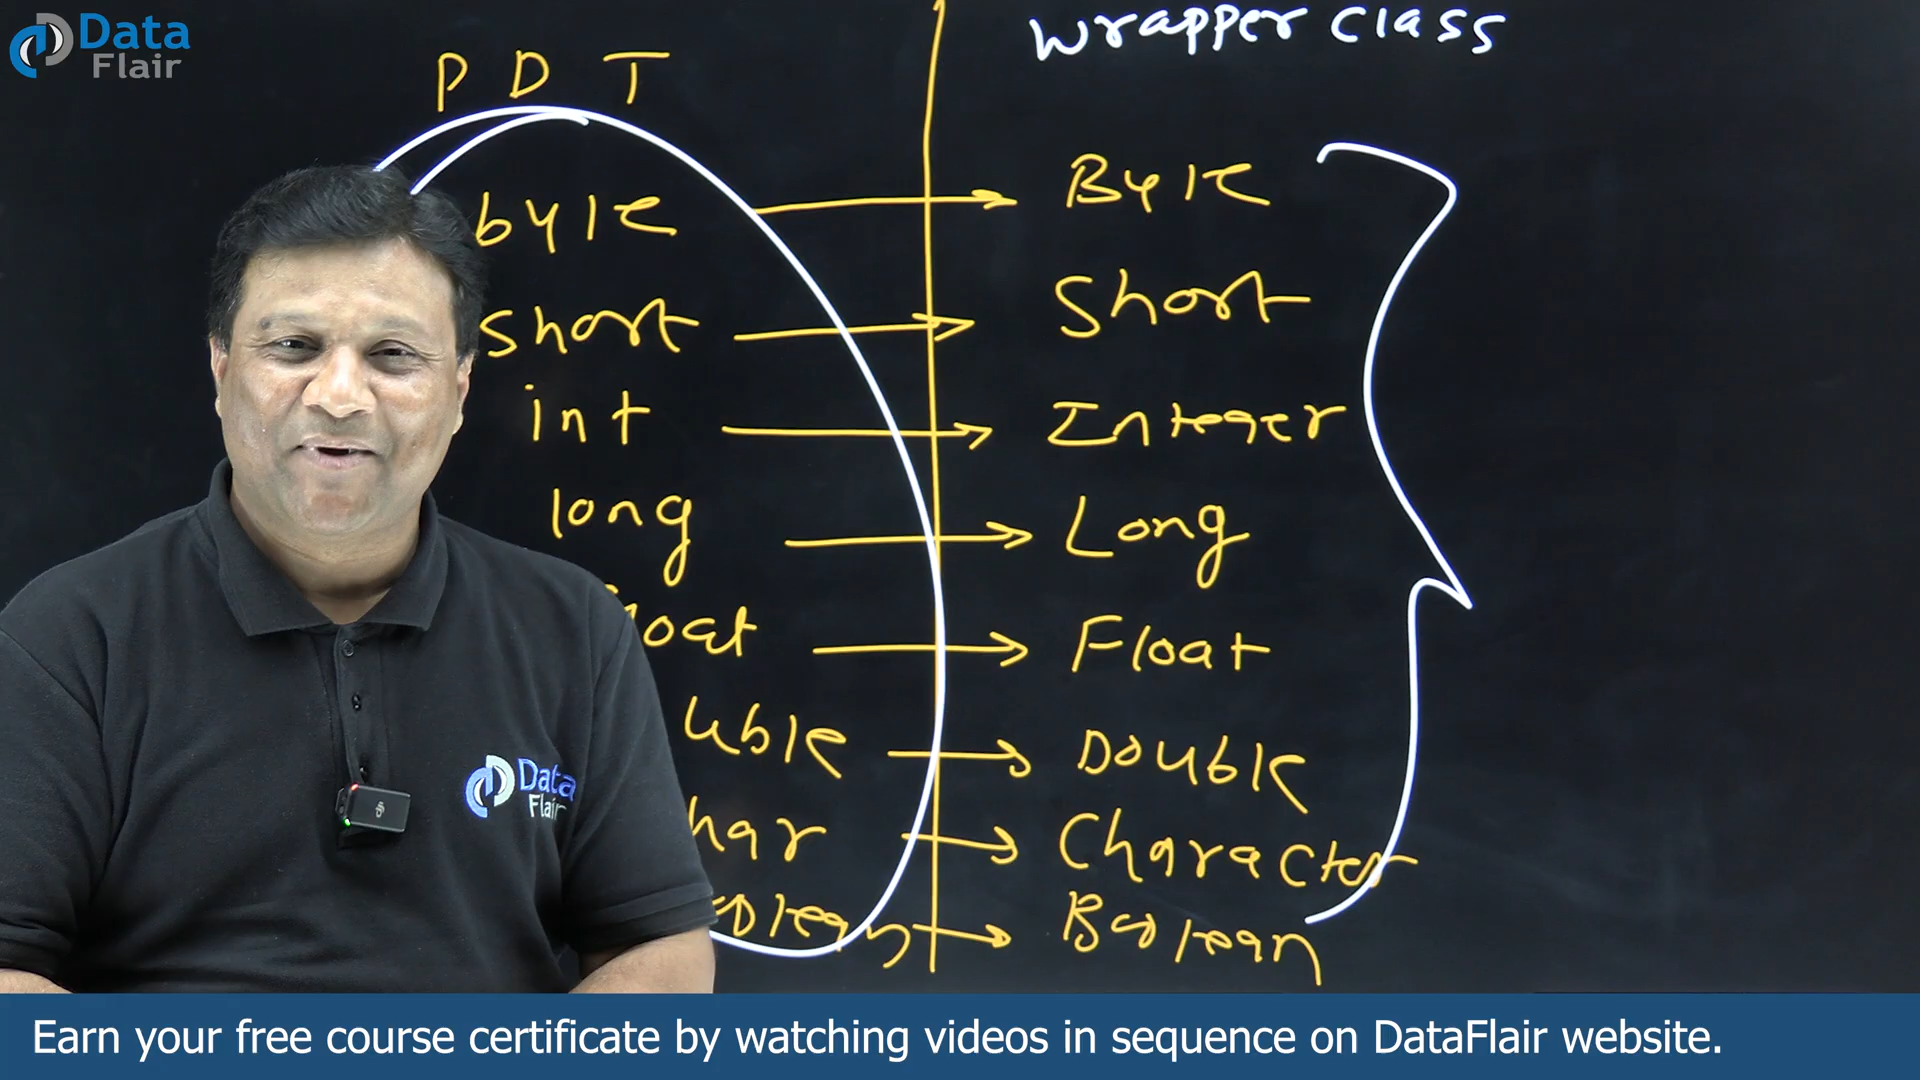 Data
Flair
Wrapper class
P D T
byte
Byte
short
Short
int
Integer
long
Long
Float
Double
Character
Boolean
Data
Flair
Earn your free course certificate by watching videos in sequence on DataFlair website.